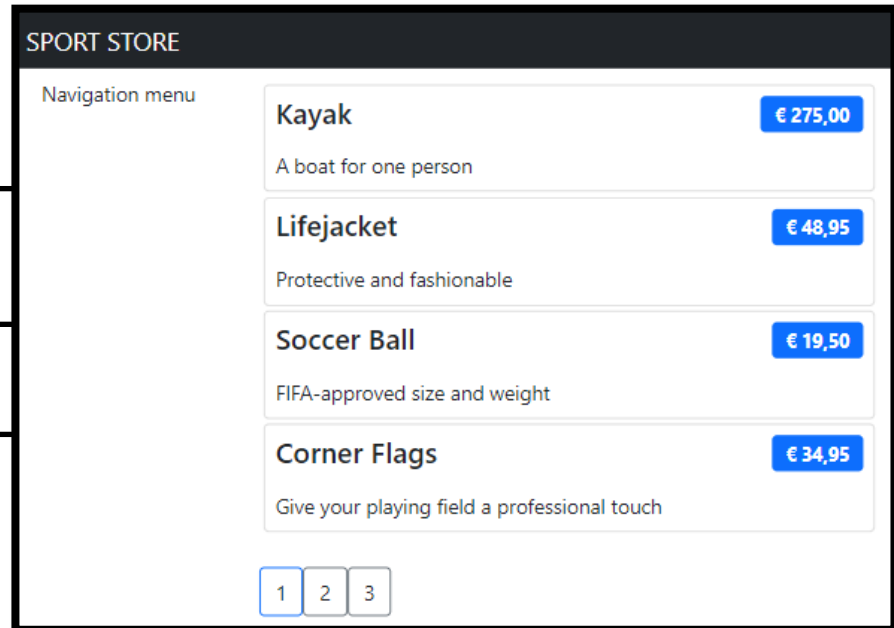 SPORT STORE
Navigation menu
Kayak
€ 275,00
A boat for one person
Lifejacket
€ 48,95
Protective and fashionable
Soccer Ball
€ 19,50
FIFA-approved size and weight
Corner Flags
€ 34,95
Give your playing field a professional touch
1 2 3